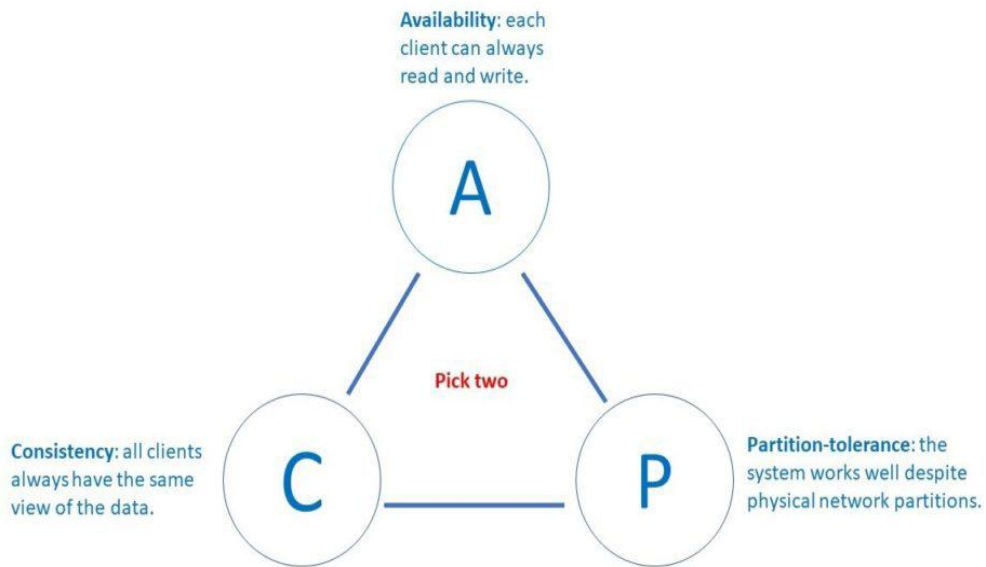 Availability: each
client can always
read and write.
A
Pick two
Consistency: all clients
always have the same
view of the data.
C
P
Partition-tolerance: the
system works well despite
physical network partitions.